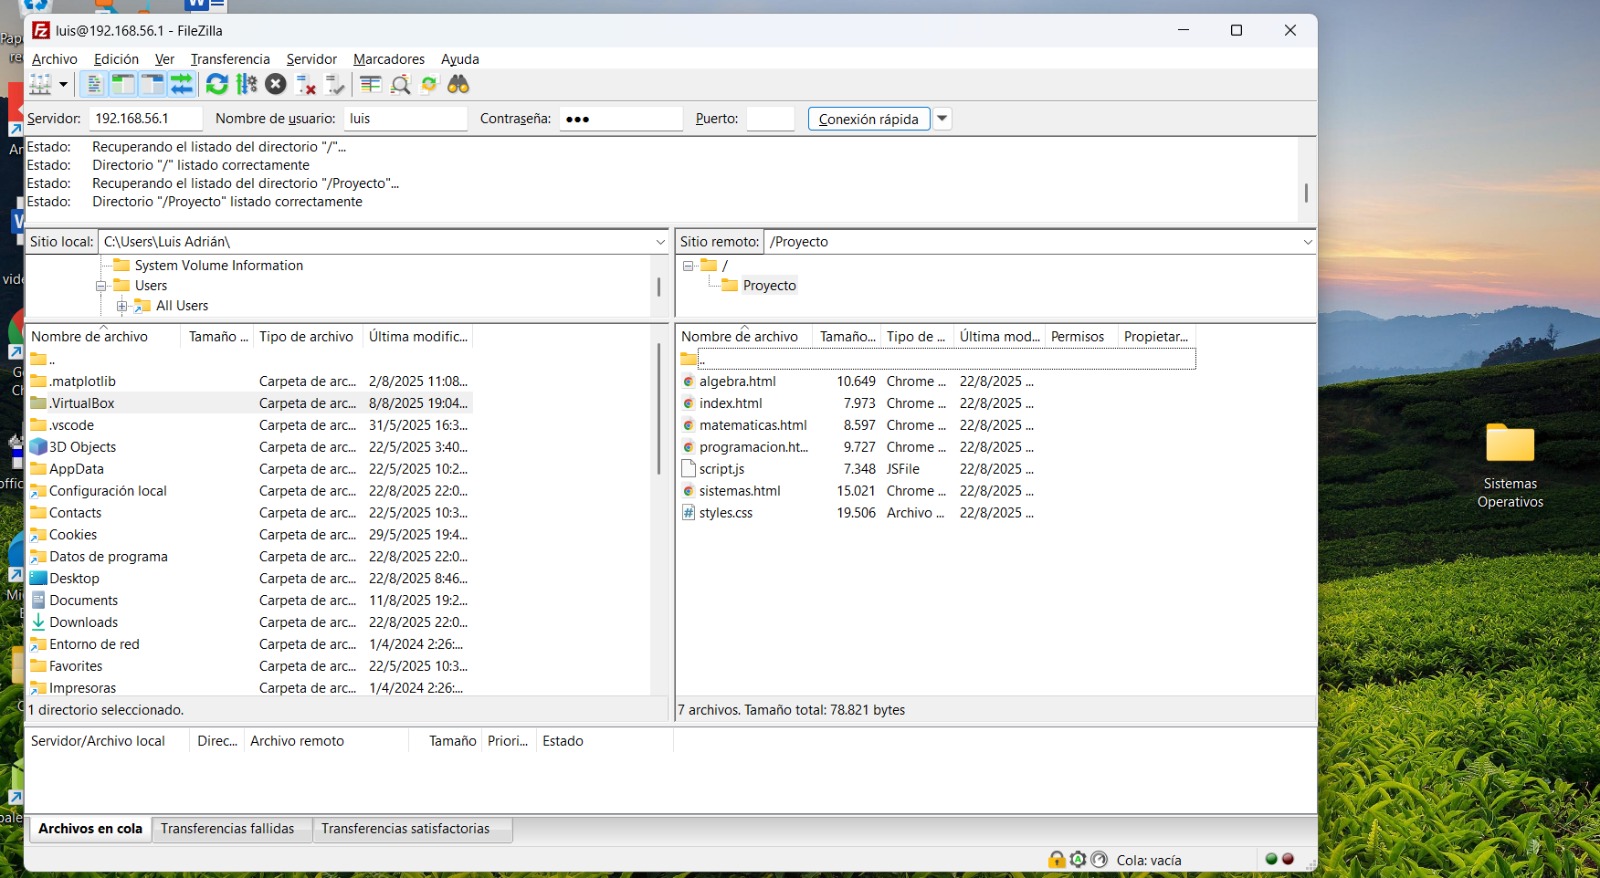 luis@192.168.56.1 - FileZilla
Archivo Edición Ver Transferencia Servidor Marcadores Ayuda
Servidor: 192.168.56.1 Nombre de usuario: luis Contraseña: ●●● Puerto: Conexión rápida
Estado: Recuperando el listado del directorio "/"...
Estado: Directorio "/" listado correctamente
Estado: Recuperando el listado del directorio "/Proyecto"...
Estado: Directorio "/Proyecto" listado correctamente
Sitio local: C:\Users\Luis Adrián\
System Volume Information
Users
All Users
Nombre de archivo Tamaño ... Tipo de archivo Última modific...
..
.matplotlib Carpeta de arc... 2/8/2025 11:08...
.VirtualBox Carpeta de arc... 8/8/2025 19:04...
.vscode Carpeta de arc... 31/5/2025 16:3...
3D Objects Carpeta de arc... 22/5/2025 3:40...
AppData Carpeta de arc... 22/5/2025 10:2...
Configuración local Carpeta de arc... 22/8/2025 22:0...
Contacts Carpeta de arc... 22/5/2025 10:3...
Cookies Carpeta de arc... 29/5/2025 19:4...
Datos de programa Carpeta de arc... 22/8/2025 22:0...
Desktop Carpeta de arc... 22/8/2025 8:46...
Documents Carpeta de arc... 11/8/2025 19:2...
Downloads Carpeta de arc... 22/8/2025 22:0...
Entorno de red Carpeta de arc... 1/4/2024 2:26:...
Favorites Carpeta de arc... 22/5/2025 10:3...
Impresoras Carpeta de arc... 1/4/2024 2:26:...
1 directorio seleccionado.
Sitio remoto: /Proyecto
/
Proyecto
Nombre de archivo Tamaño... Tipo de ... Última mod... Permisos Propietar...
..
algebra.html 10.649 Chrome ... 22/8/2025 ...
index.html 7.973 Chrome ... 22/8/2025 ...
matematicas.html 8.597 Chrome ... 22/8/2025 ...
programacion.ht... 9.727 Chrome ... 22/8/2025 ...
script.js 7.348 JSFile 22/8/2025 ...
sistemas.html 15.021 Chrome ... 22/8/2025 ...
styles.css 19.506 Archivo ... 22/8/2025 ...
7 archivos. Tamaño total: 78.821 bytes
Servidor/Archivo local Direc... Archivo remoto Tamaño Priori... Estado
Archivos en cola Transferencias fallidas Transferencias satisfactorias
Cola: vacía
Sistemas
Operativos